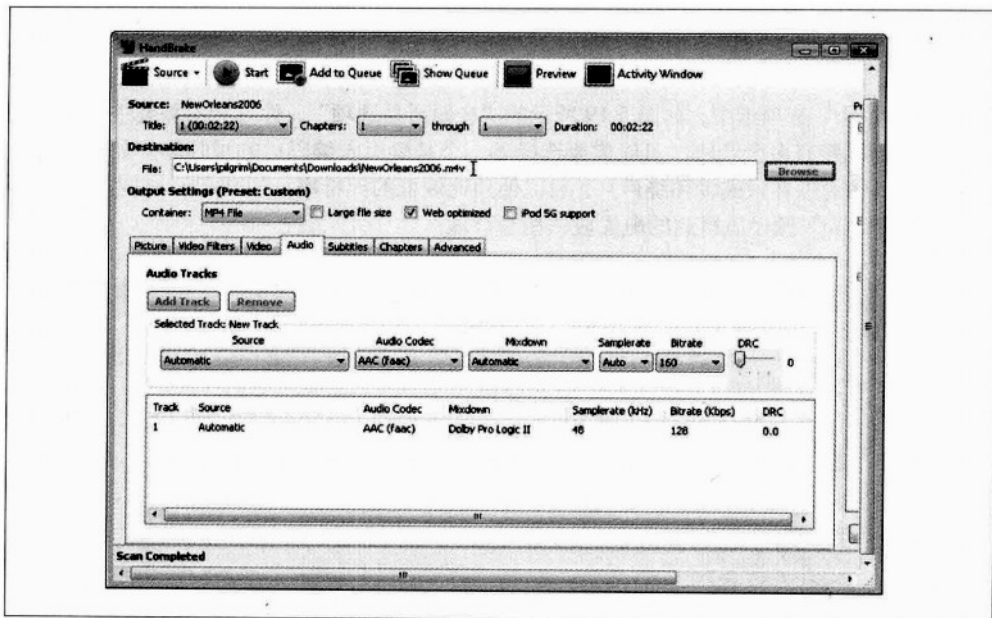 HandBrake
Source Start Add to Queue Show Queue Preview Activity Window
Source: NewOrleans2006
Title: 1 (00:02:22) Chapters: 1 through 1 Duration: 00:02:22
Destination:
File: C:\Users\pilgrim\Documents\Downloads\NewOrleans2006.m4v Browse
Output Settings (Preset: Custom)
Container: MP4 File Large file size Web optimized iPod 5G support
Picture Video Filters Video Audio Subtitles Chapters Advanced
Audio Tracks
Add Track Remove
Selected Track: New Track
Source Audio Codec Mixdown Samplerate Bitrate DRC
Automatic AAC (faac) Automatic Auto 160 0
Track Source Audio Codec Mixdown Samplerate (kHz) Bitrate (Kbps) DRC
1 Automatic AAC (faac) Dolby Pro Logic II 48 128 0.0
Scan Completed